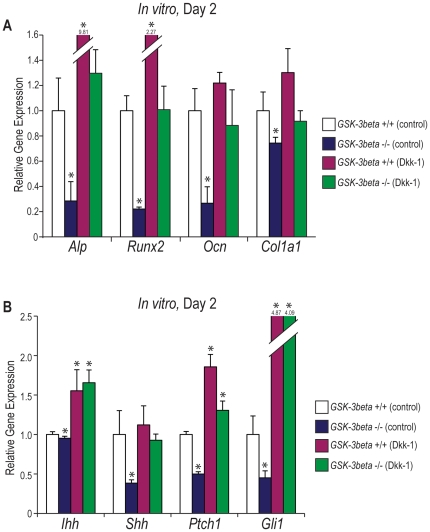 A
In vitro, Day 2
Relative Gene Expression
1.6
1.4
1.2
1.0
0.8
0.6
0.4
0.2
0
*
9.81
*
*
2.27
*
*
*
Alp Runx2 Ocn Col1a1
GSK-3beta +/+ (control)
GSK-3beta -/- (control)
GSK-3beta +/+ (Dkk-1)
GSK-3beta -/- (Dkk-1)
B
In vitro, Day 2
Relative Gene Expression
2.5
2.0
1.5
1.0
0.5
0.0
* * *
*
* * *
* * *
4.87 4.09
Ihh Shh Ptch1 Gli1
GSK-3beta +/+ (control)
GSK-3beta -/- (control)
GSK-3beta +/+ (Dkk-1)
GSK-3beta -/- (Dkk-1)